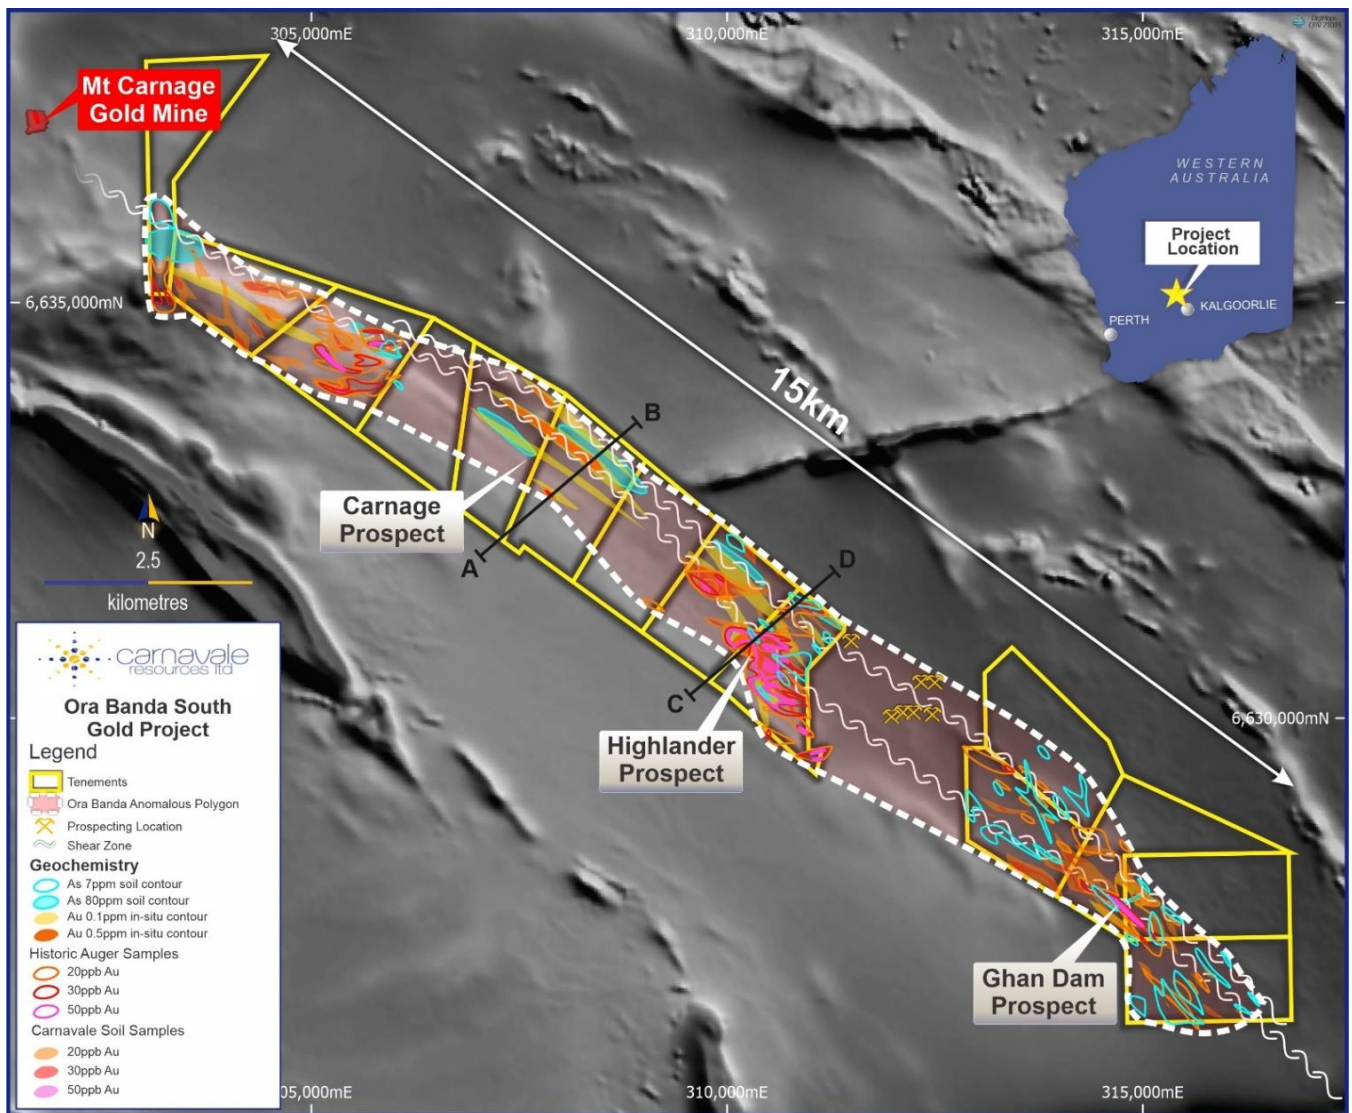 305,000mE
310,000mE
315,000mE
Mt Carnage
Gold Mine
WESTERN
AUSTRALIA
Project
Location
KALGOORLIE
PERTH
6,635,000mN
15km
B
Carnage
Prospect
A
N
2.5
kilometres
D
C
Highlander
Prospect
6,630,000mN
Ghan Dam
Prospect
carnavale
resources ltd
Ora Banda South
Gold Project
Legend
Tenements
Ora Banda Anomalous Polygon
Prospecting Location
Shear Zone
Geochemistry
As 7ppm soil contour
As 80ppm soil contour
Au 0.1ppm in-situ contour
Au 0.5ppm in-situ contour
Historic Auger Samples
20ppb Au
30ppb Au
50ppb Au
Carnavale Soil Samples
20ppb Au
30ppb Au
50ppb Au
05,000mE
310,000mE
315,000mE